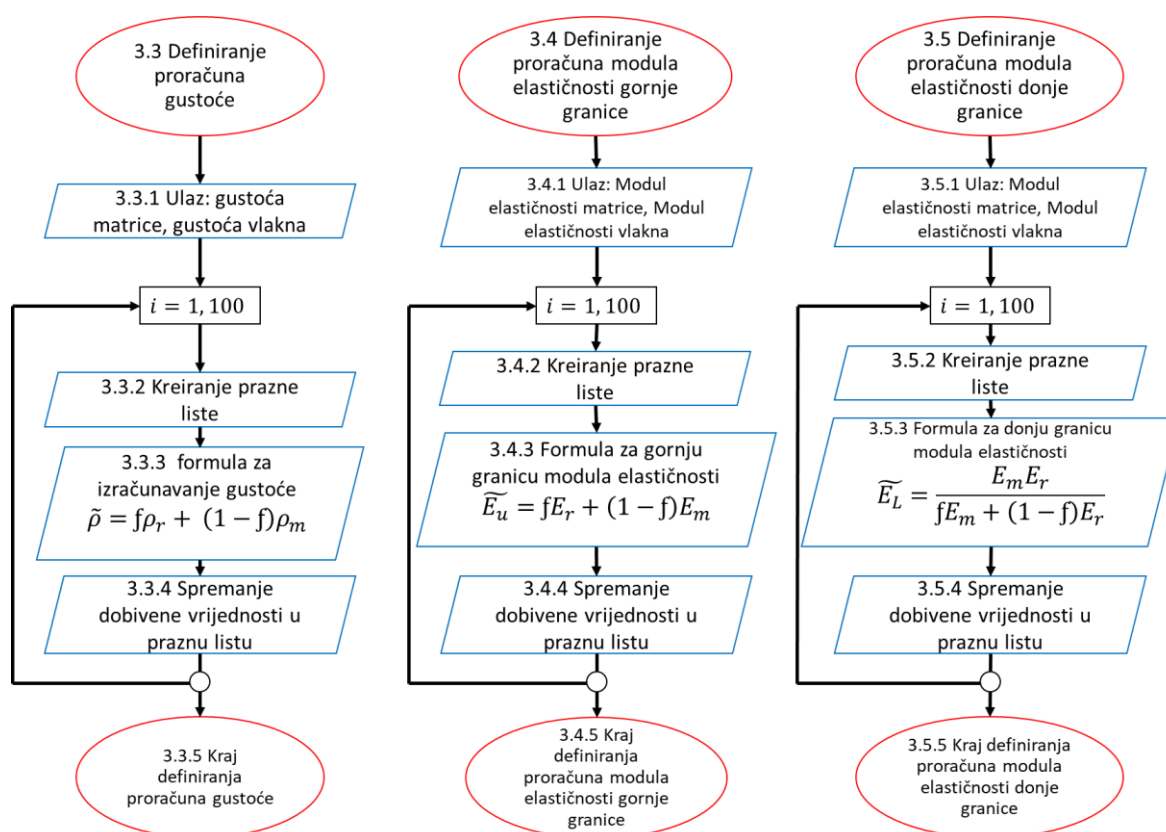 3.3 Definiranje
proračuna
gustoće
3.3.1 Ulaz: gustoća
matrice, gustoća vlakna
i = 1, 100
3.3.2 Kreiranje prazne
liste
3.3.3 formula za
izračunavanje gustoće
ρ̃ = fρ_r + (1 − f)ρ_m
3.3.4 Spremanje
dobivene vrijednosti u
praznu listu
3.3.5 Kraj
definiranja
proračuna gustoće
3.4 Definiranje
proračuna modula
elastičnosti gornje
granice
3.4.1 Ulaz: Modul
elastičnosti matrice, Modul
elastičnosti vlakna
i = 1, 100
3.4.2 Kreiranje prazne
liste
3.4.3 Formula za gornju
granicu modula elastičnosti
Ẽ_u = fE_r + (1 − f)E_m
3.4.4 Spremanje
dobivene vrijednosti u
praznu listu
3.4.5 Kraj
definiranja
proračuna modula
elastičnosti gornje
granice
3.5 Definiranje
proračuna modula
elastičnosti donje
granice
3.5.1 Ulaz: Modul
elastičnosti matrice, Modul
elastičnosti vlakna
i = 1, 100
3.5.2 Kreiranje prazne
liste
3.5.3 Formula za donju granicu
modula elastičnosti
Ẽ_L = E_m E_r / (fE_m + (1 − f)E_r)
3.5.4 Spremanje
dobivene vrijednosti u
praznu listu
3.5.5 Kraj definiranja
proračuna modula
elastičnosti donje
granice